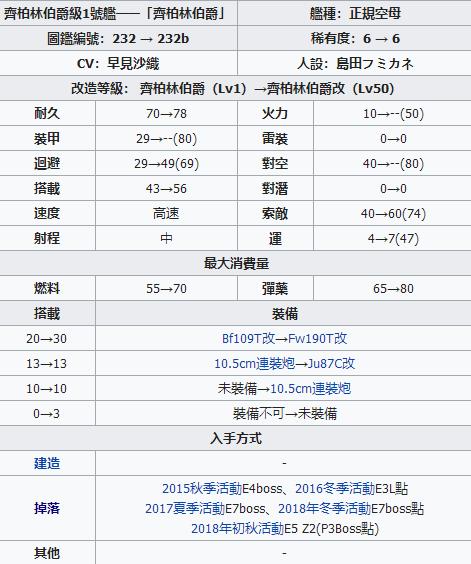 齊柏林伯爵級1號艦——「齊柏林伯爵」 艦種：正規空母
圖鑑編號：232 → 232b 稀有度：6 → 6
CV：早見沙織 人設：島田フミカネ
改造等級： 齊柏林伯爵（Lv1）→齊柏林伯爵改（Lv50）
耐久 70→78 火力 10→--(50)
裝甲 29→--(80) 雷裝 0→0
迴避 29→49(69) 對空 40→--(80)
搭載 43→56 對潛 0→0
速度 高速 索敵 40→60(74)
射程 中 運 4→7(47)
最大消費量
燃料 55→70 彈藥 65→80
搭載 裝備
20→30 Bf109T改→Fw190T改
13→13 10.5cm連裝炮→Ju87C改
10→10 未裝備→10.5cm連裝炮
0→3 裝備不可→未裝備
入手方式
建造 -
掉落 2015秋季活動E4boss、2016冬季活動E3L點
2017夏季活動E7boss、2018年冬季活動E7boss點
2018年初秋活動E5 Z2(P3Boss點)
其他 -